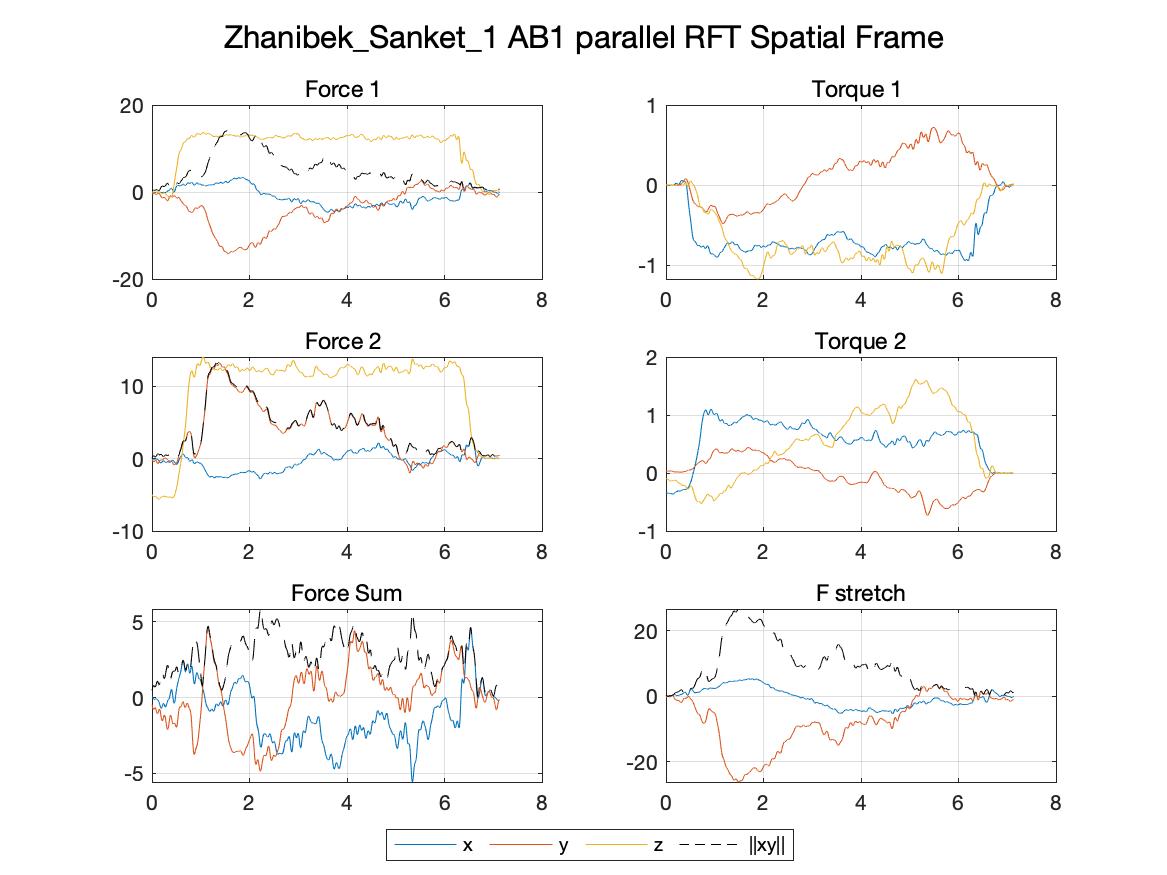 Zhanibek_Sanket_1 AB1 parallel RFT Spatial Frame
Force 1
20
0
-20
0 2 4 6 8
Torque 1
1
0
-1
0 2 4 6 8
Force 2
10
0
-10
0 2 4 6 8
Torque 2
2
1
0
-1
0 2 4 6 8
Force Sum
5
0
-5
0 2 4 6 8
F stretch
20
0
-20
0 2 4 6 8
x y z ||xy||